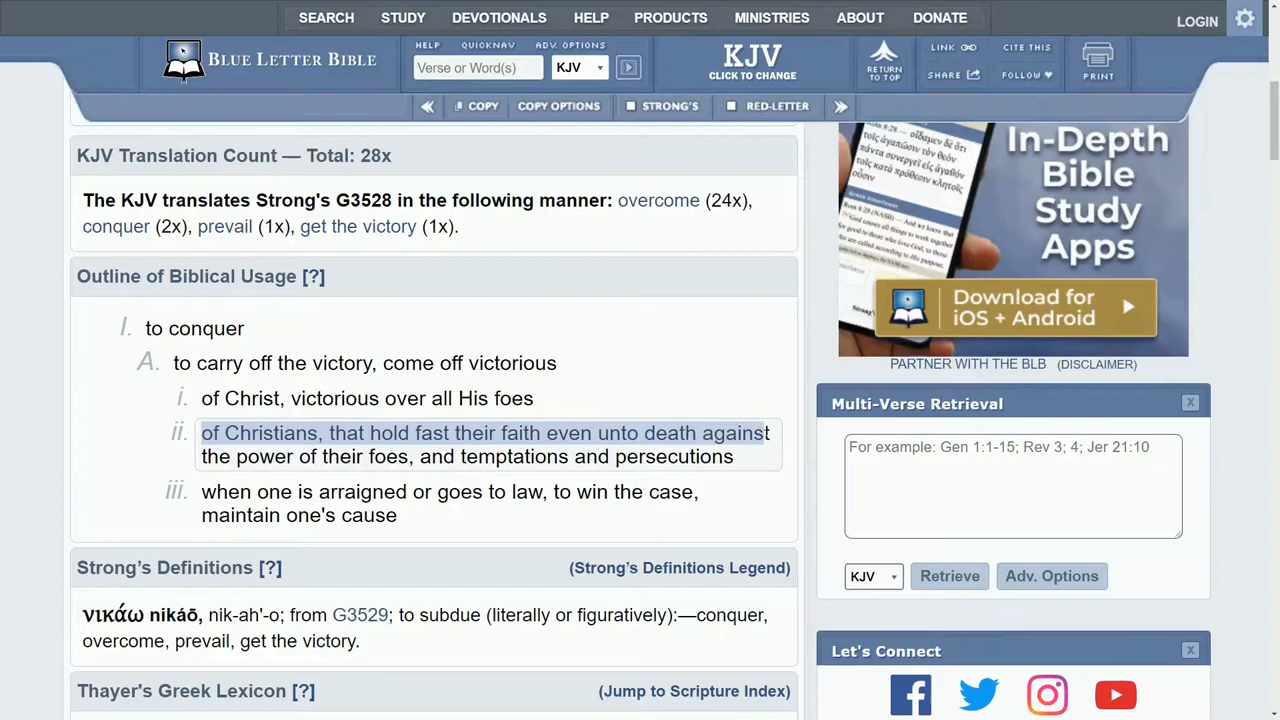 SEARCH STUDY DEVOTIONALS HELP PRODUCTS MINISTRIES ABOUT DONATE LOGIN
BLUE LETTER BIBLE
HELP QUICKNAV ADV. OPTIONS
Verse or Word(s) KJV
KJV
CLICK TO CHANGE
RETURN
TO TOP
LINK CITE THIS
SHARE FOLLOW
PRINT
COPY COPY OPTIONS STRONG'S RED-LETTER
KJV Translation Count — Total: 28x
The KJV translates Strong's G3528 in the following manner: overcome (24x),
conquer (2x), prevail (1x), get the victory (1x).
Outline of Biblical Usage [?]
I. to conquer
A. to carry off the victory, come off victorious
i. of Christ, victorious over all His foes
ii. of Christians, that hold fast their faith even unto death against
the power of their foes, and temptations and persecutions
iii. when one is arraigned or goes to law, to win the case,
maintain one's cause
Strong's Definitions [?] (Strong's Definitions Legend)
νικάω nikáō, nik-ah'-o; from G3529; to subdue (literally or figuratively):—conquer,
overcome, prevail, get the victory.
Thayer's Greek Lexicon [?] (Jump to Scripture Index)
In-Depth
Bible
Study
Apps
Download for
iOS + Android
PARTNER WITH THE BLB (DISCLAIMER)
Multi-Verse Retrieval X
For example: Gen 1:1-15; Rev 3; 4; Jer 21:10
KJV Retrieve Adv. Options
Let's Connect X